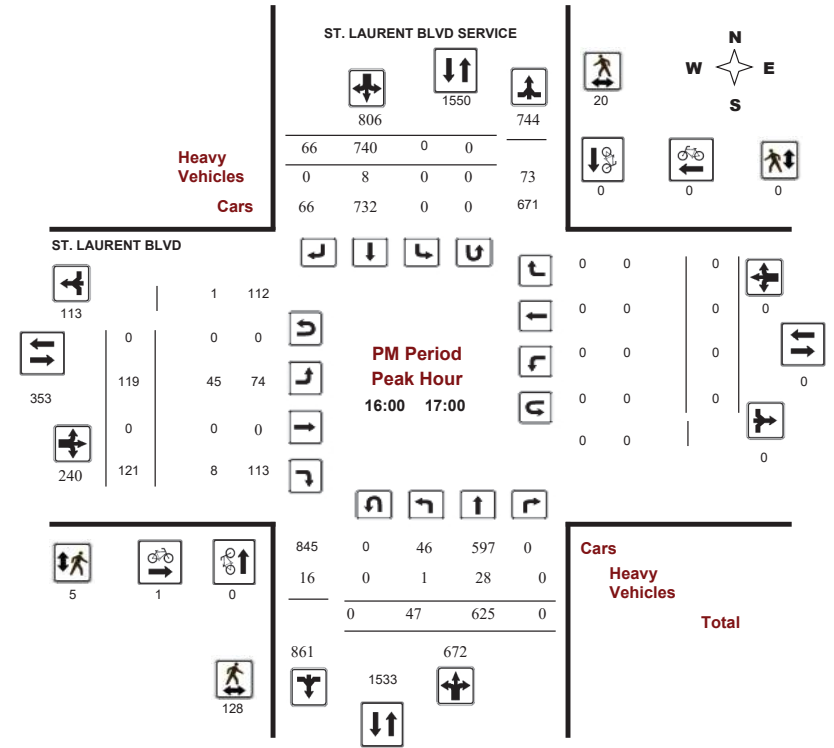 ST. LAURENT BLVD SERVICE
N
W E
S
1550
20
806 744
66 740 0 0
Heavy
Vehicles
0 8 0 0 73
Cars
66 732 0 0 671
0 0 0
ST. LAURENT BLVD
113
1 112
0 0 0
353
119 45 74
0 0 0
240
121 8 113
PM Period
Peak Hour
16:00 17:00
0 0 0
0 0 0
0 0 0
0 0 0
0 0
0
0
0
845 0 46 597 0
Cars
16 0 1 28 0
Heavy
Vehicles
0 47 625 0
Total
5 1 0
861 672
1533
128